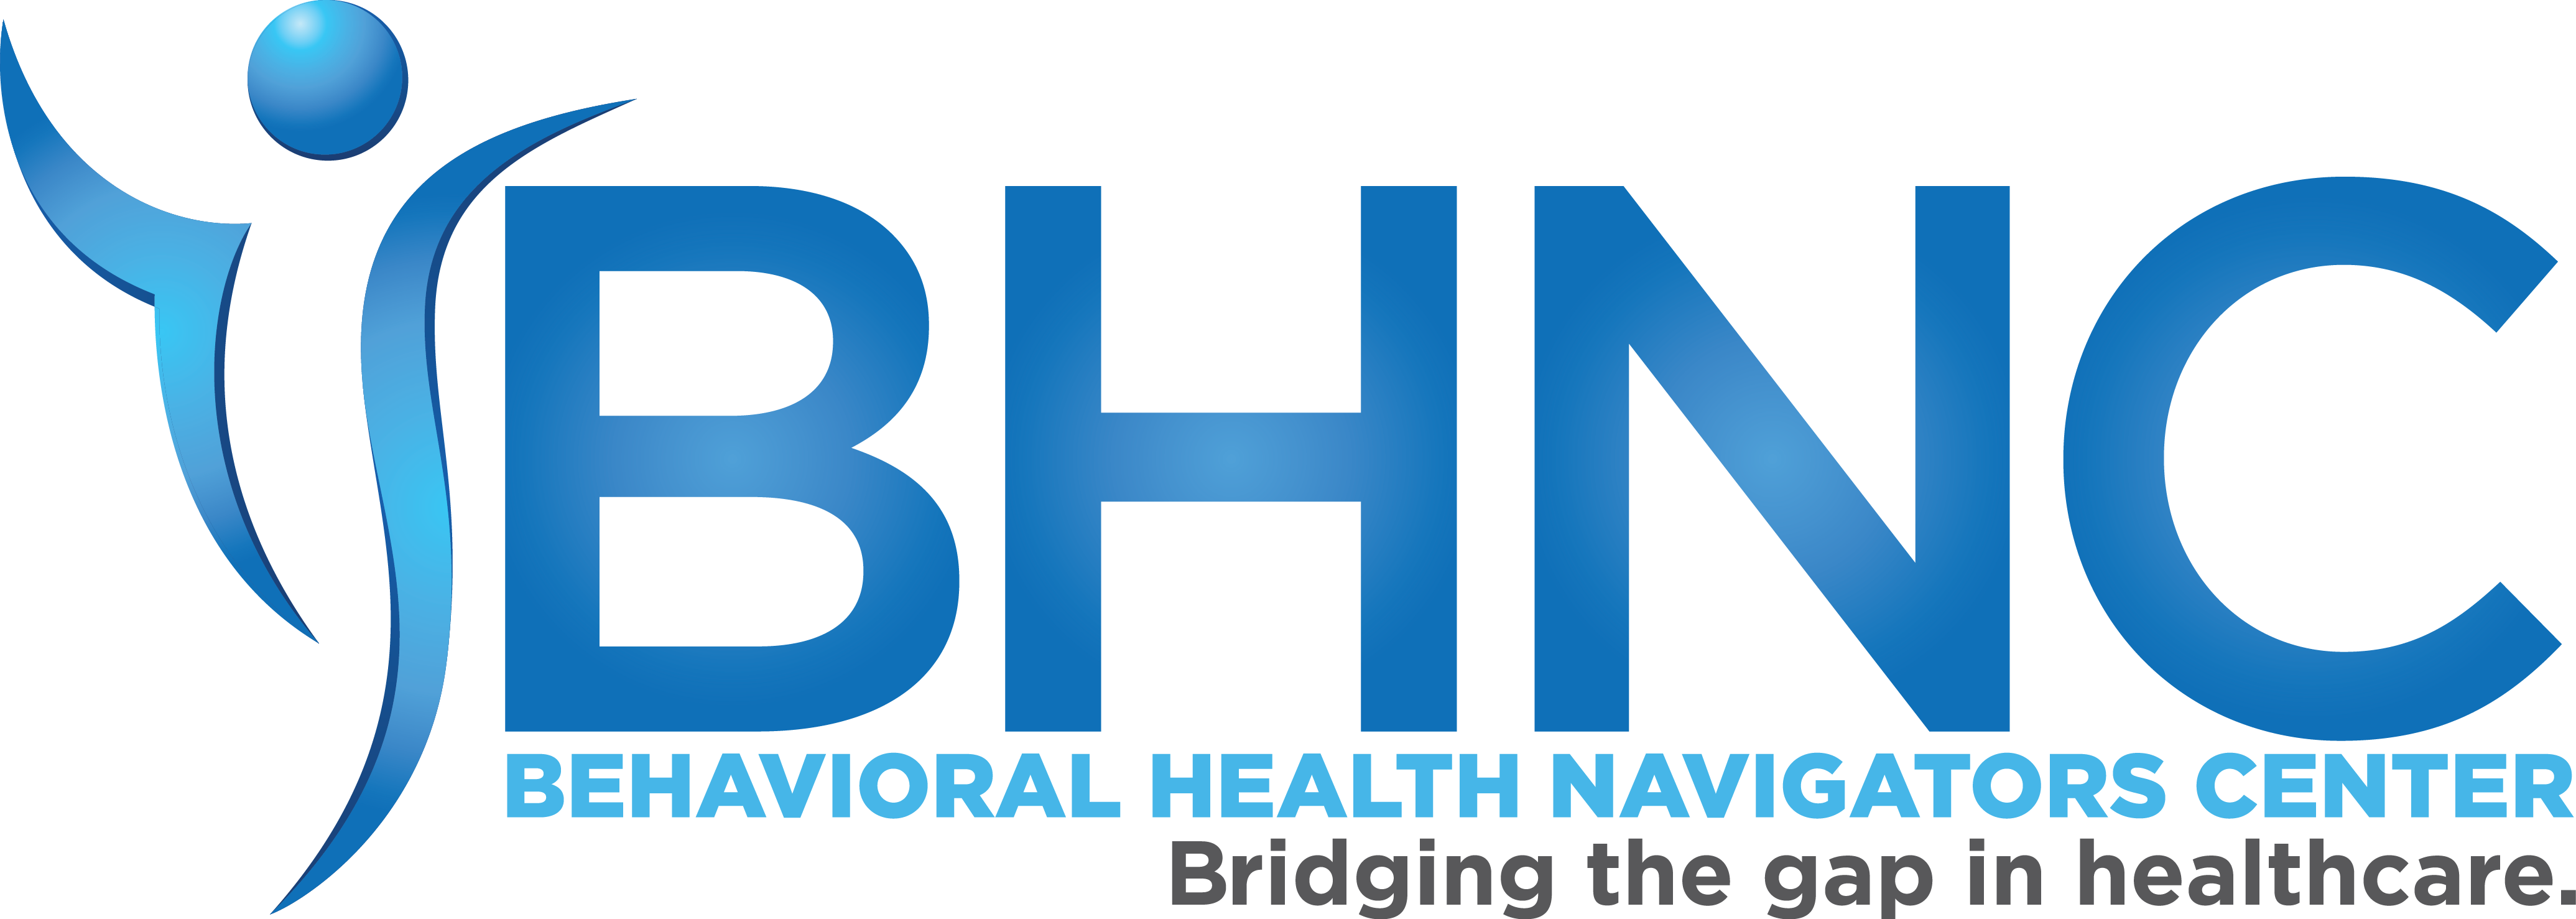 BHNC
BEHAVIORAL HEALTH NAVIGATORS CENTER
Bridging the gap in healthcare.